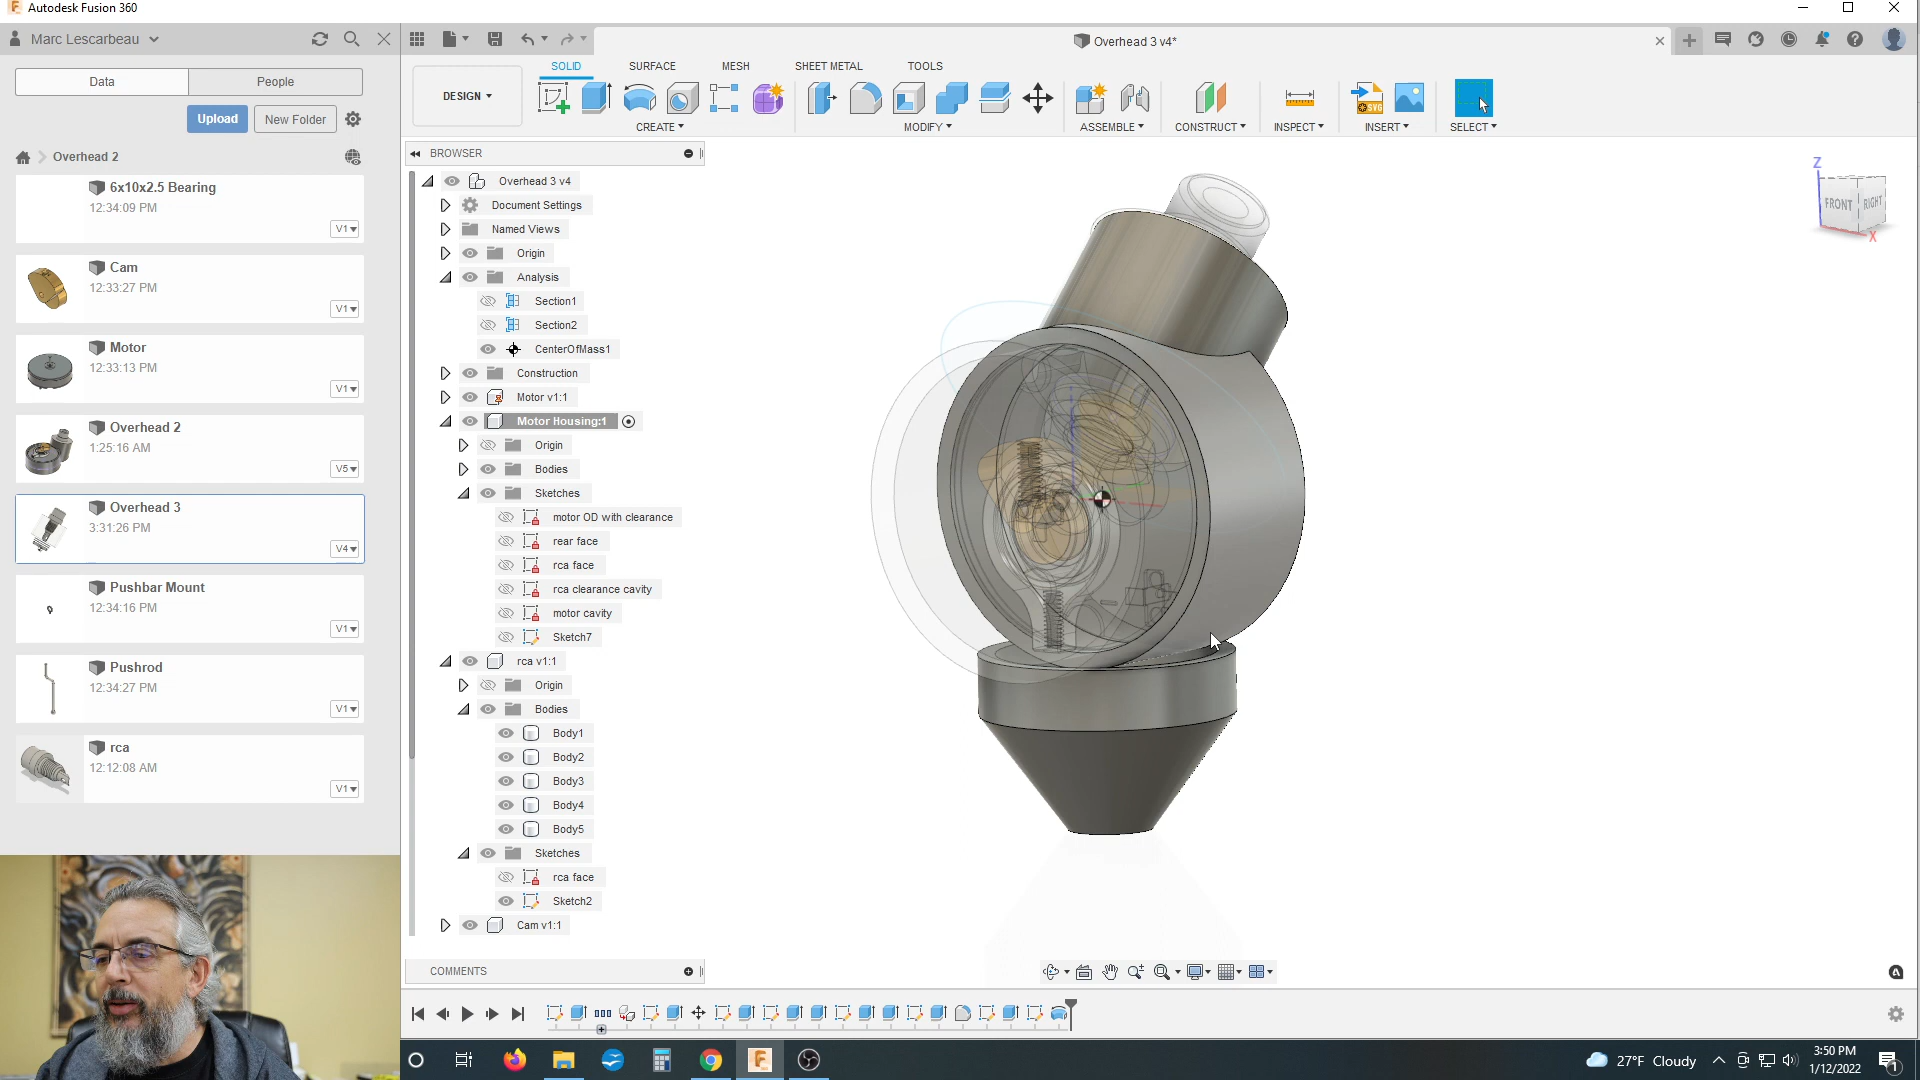 Autodesk Fusion 360
Marc Lescarbeau
Overhead 3 v4*
Data
People
Upload
New Folder
Overhead 2
6x10x2.5 Bearing
12:34:09 PM
V1
Cam
12:33:27 PM
V1
Motor
12:33:13 PM
V1
Overhead 2
1:25:16 AM
V5
Overhead 3
3:31:26 PM
V4
Pushbar Mount
12:34:16 PM
V1
Pushrod
12:34:27 PM
V1
rca
12:12:08 AM
V1
SOLID
SURFACE
MESH
SHEET METAL
TOOLS
DESIGN
CREATE
MODIFY
ASSEMBLE
CONSTRUCT
INSPECT
INSERT
SELECT
SVG
BROWSER
Overhead 3 v4
Document Settings
Named Views
Origin
Analysis
Section1
Section2
CenterOfMass1
Construction
Motor v1:1
Motor Housing:1
Origin
Bodies
Sketches
motor OD with clearance
rear face
rca face
rca clearance cavity
motor cavity
Sketch7
rca v1:1
Origin
Bodies
Body1
Body2
Body3
Body4
Body5
Sketches
rca face
Sketch2
Cam v1:1
COMMENTS
Z
FRONT
RIGHT
X
27°F Cloudy
3:50 PM
1/12/2022
1